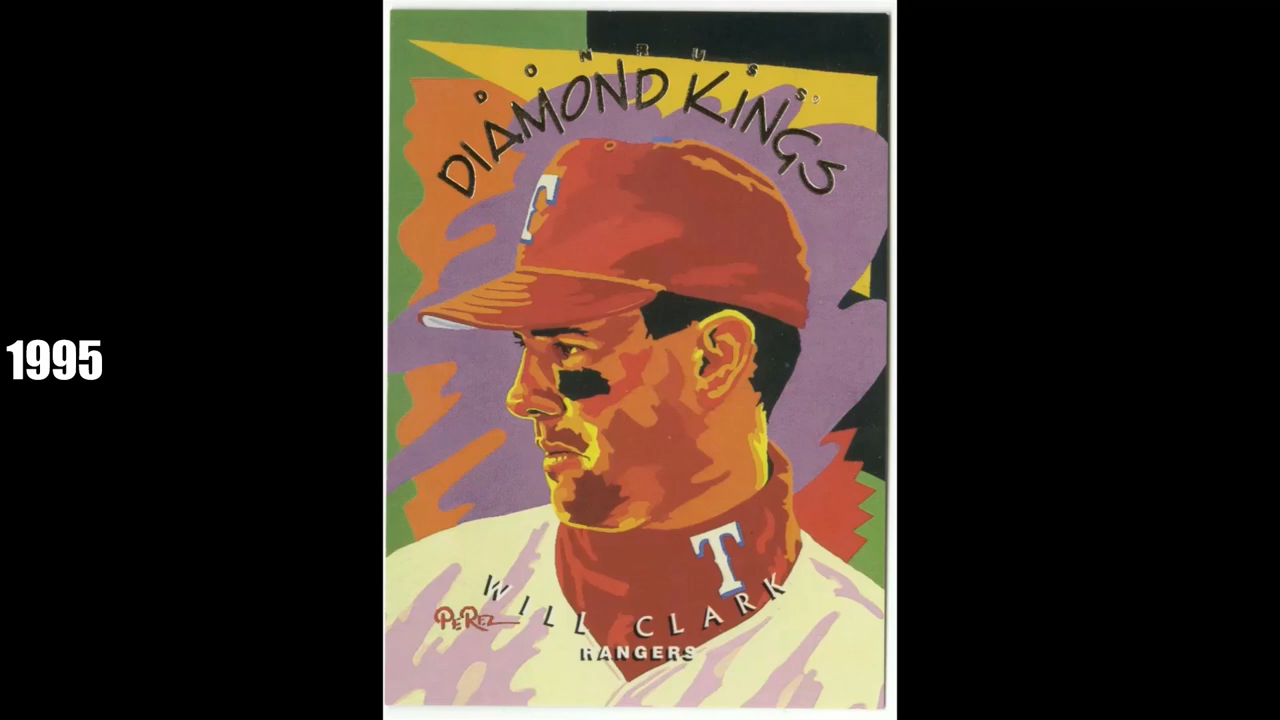 1995
DONRUSS®
DIAMOND KINGS
T
T
WILL CLARK
PEREZ
RANGERS